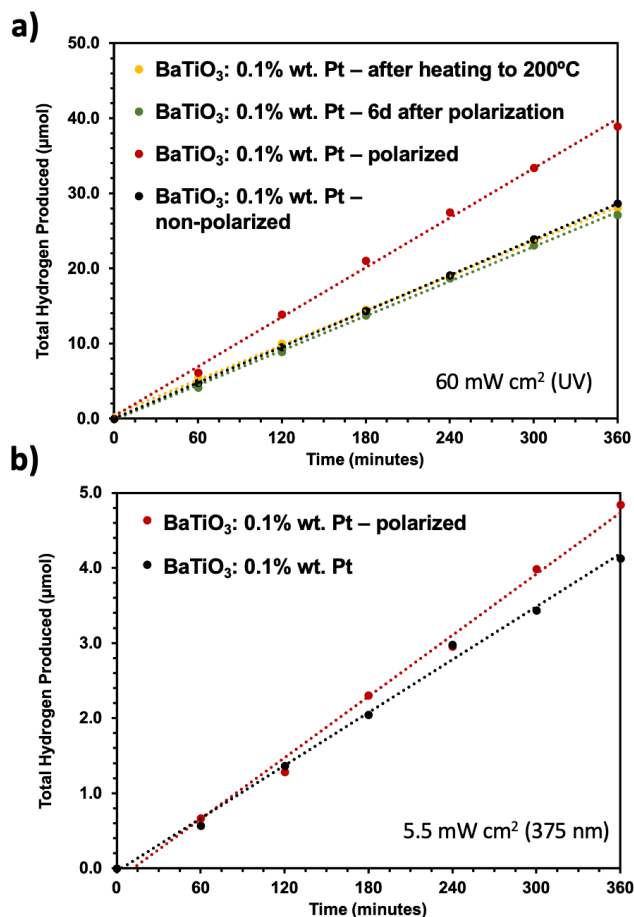 a)
50.0
40.0
30.0
20.0
10.0
0.0
Total Hydrogen Produced (µmol)
BaTiO₃: 0.1% wt. Pt – after heating to 200ºC
BaTiO₃: 0.1% wt. Pt – 6d after polarization
BaTiO₃: 0.1% wt. Pt – polarized
BaTiO₃: 0.1% wt. Pt –
non-polarized
60 mW cm² (UV)
0 60 120 180 240 300 360
Time (minutes)
b)
5.0
4.0
3.0
2.0
1.0
0.0
Total Hydrogen Produced (µmol)
BaTiO₃: 0.1% wt. Pt – polarized
BaTiO₃: 0.1% wt. Pt
5.5 mW cm² (375 nm)
0 60 120 180 240 300 360
Time (minutes)